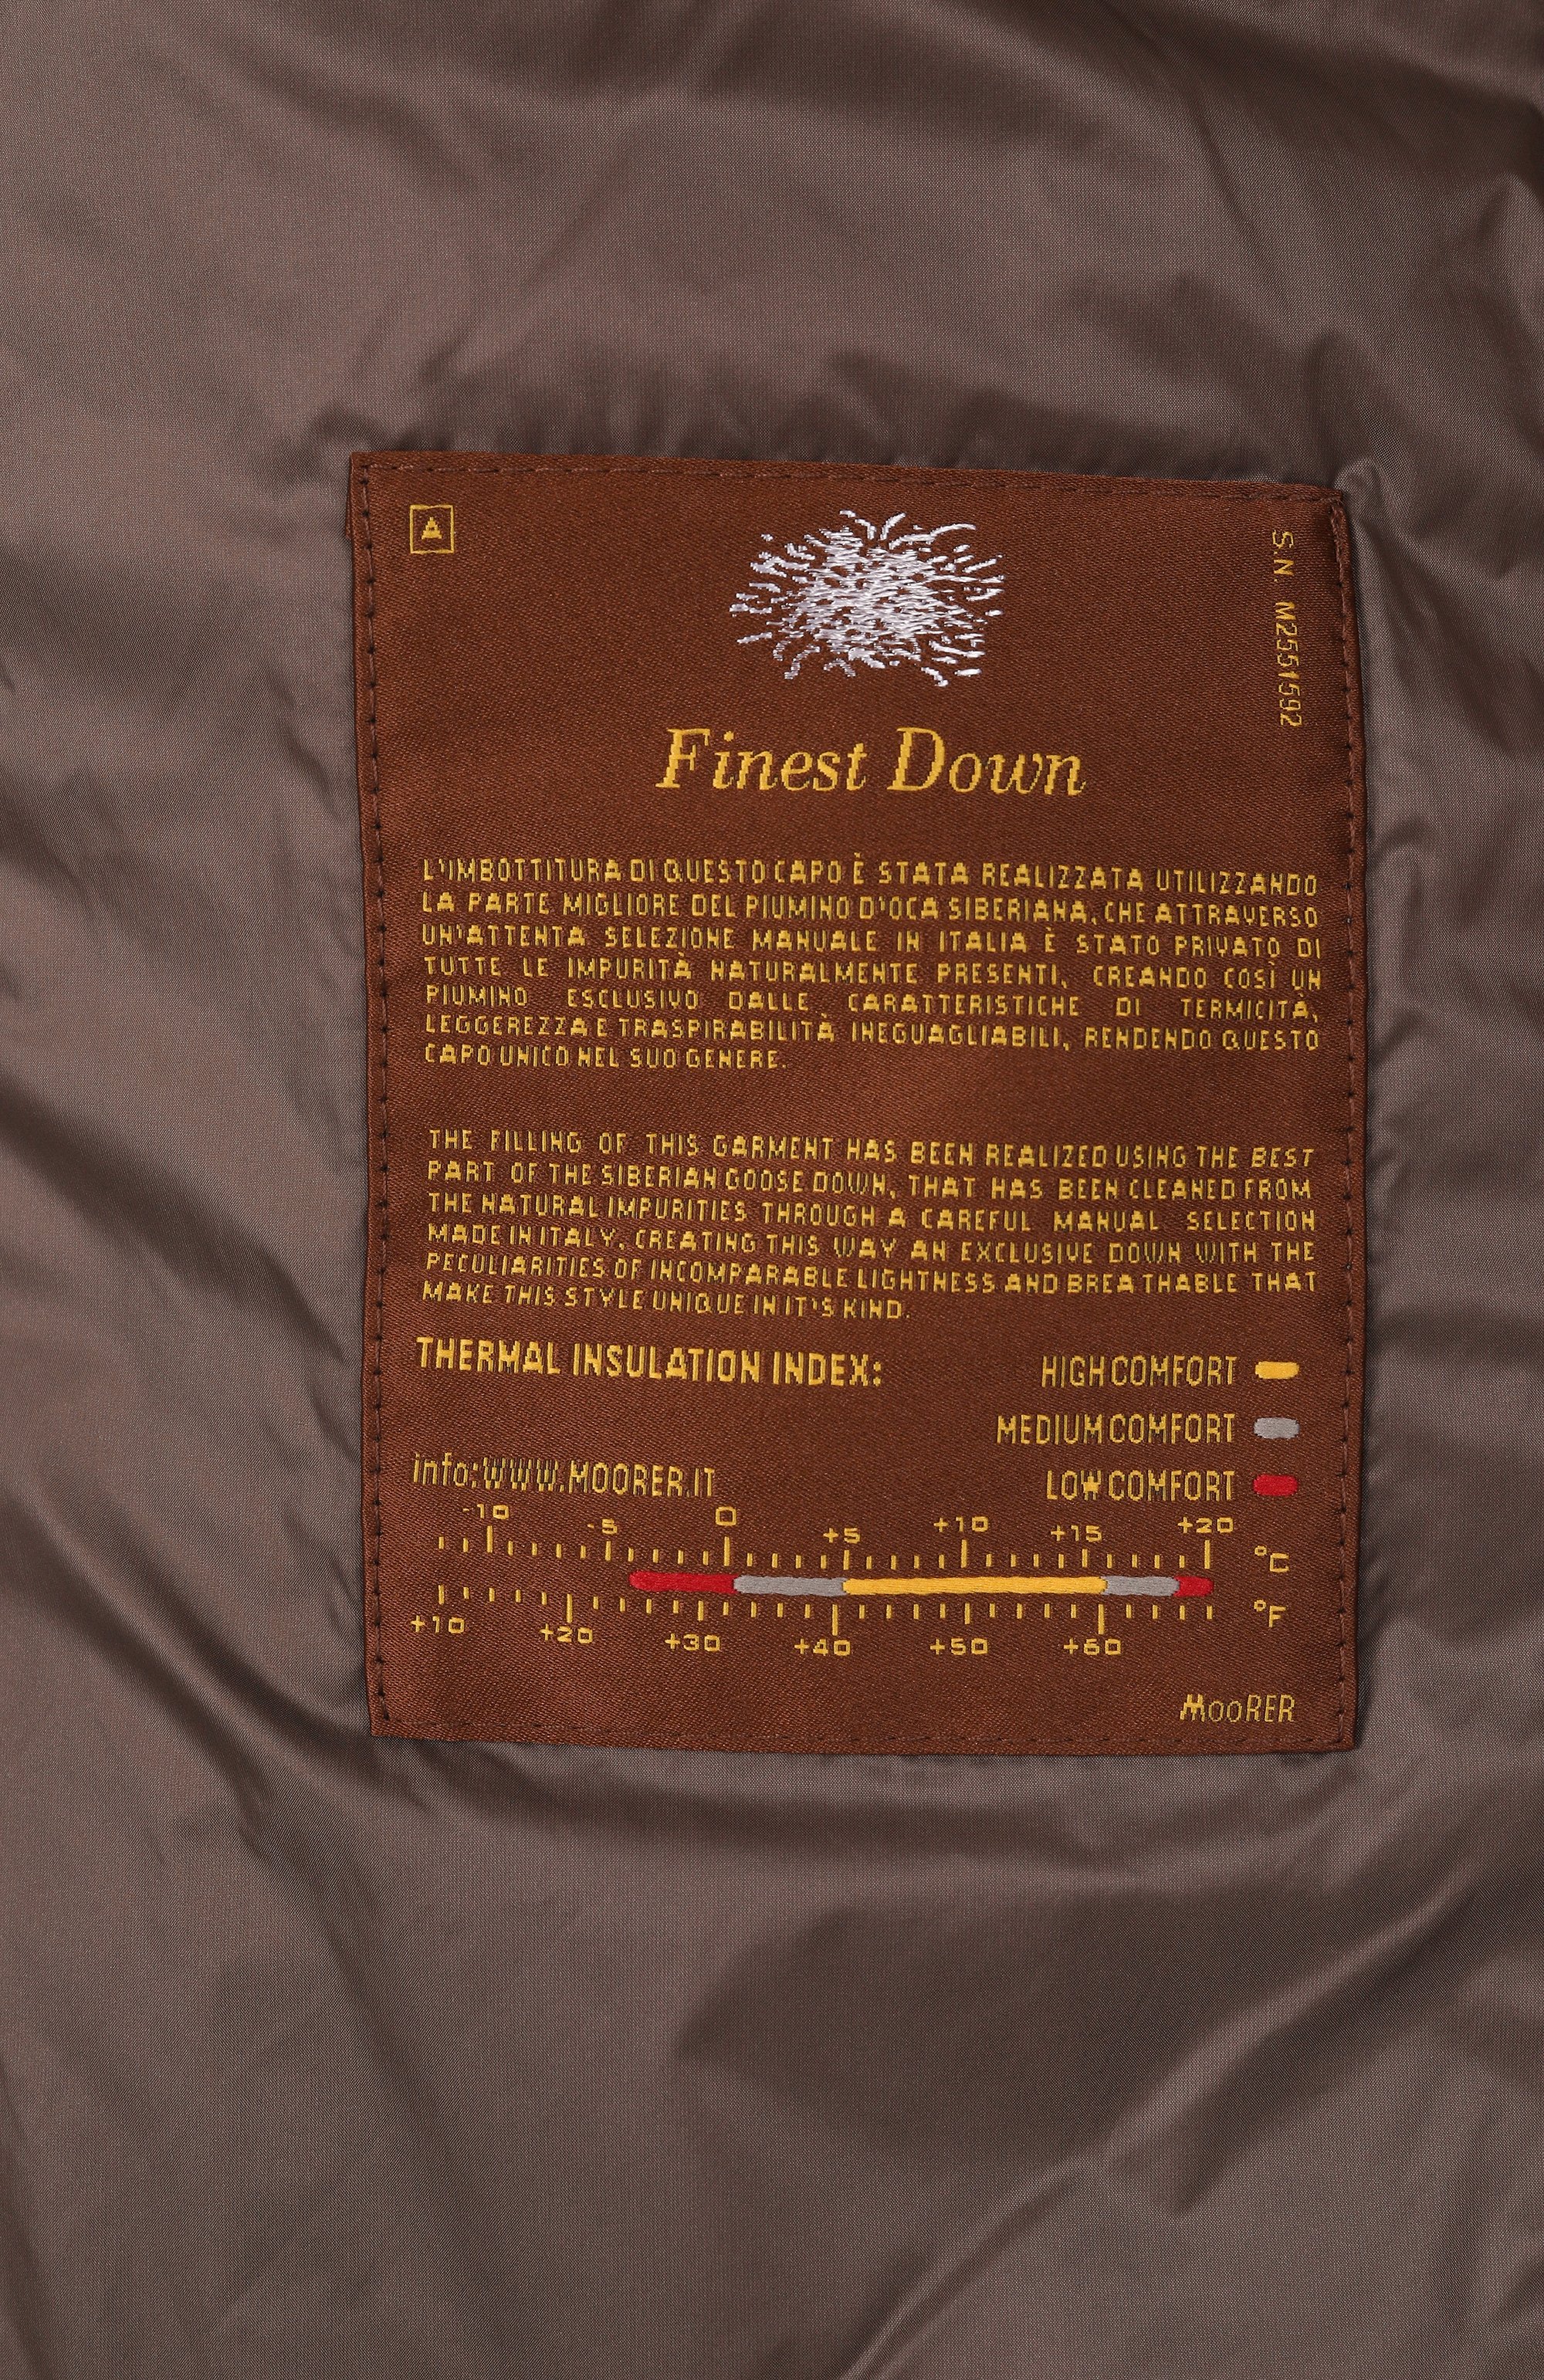 A
S.N. M2551592
Finest Down
L'IMBOTTITURA DI QUESTO CAPO È STATA REALIZZATA UTILIZZANDO
LA PARTE MIGLIORE DEL PIUMINO D'OCA SIBERIANA, CHE ATTRAVERSO
UN'ATTENTA SELEZIONE MANUALE IN ITALIA È STATO PRIVATO DI
TUTTE LE IMPURITÀ NATURALMENTE PRESENTI, CREANDO COSÌ UN
PIUMINO ESCLUSIVO DALLE CARATTERISTICHE DI TERMICITÀ,
LEGGEREZZA E TRASPIRABILITÀ INEGUAGLIABILI, RENDENDO QUESTO
CAPO UNICO NEL SUO GENERE.
THE FILLING OF THIS GARMENT HAS BEEN REALIZED USING THE BEST
PART OF THE SIBERIAN GOOSE DOWN, THAT HAS BEEN CLEANED FROM
THE NATURAL IMPURITIES THROUGH A CAREFUL MANUAL SELECTION
MADE IN ITALY, CREATING THIS WAY AN EXCLUSIVE DOWN WITH THE
PECULIARITIES OF INCOMPARABLE LIGHTNESS AND BREATHABLE THAT
MAKE THIS STYLE UNIQUE IN IT'S KIND.
THERMAL INSULATION INDEX: HIGH COMFORT
MEDIUM COMFORT
info:WWW.MOORER.IT LOW COMFORT
-10 -5 0 +5 +10 +15 +20 °C
+10 +20 +30 +40 +50 +60 °F
MOORER